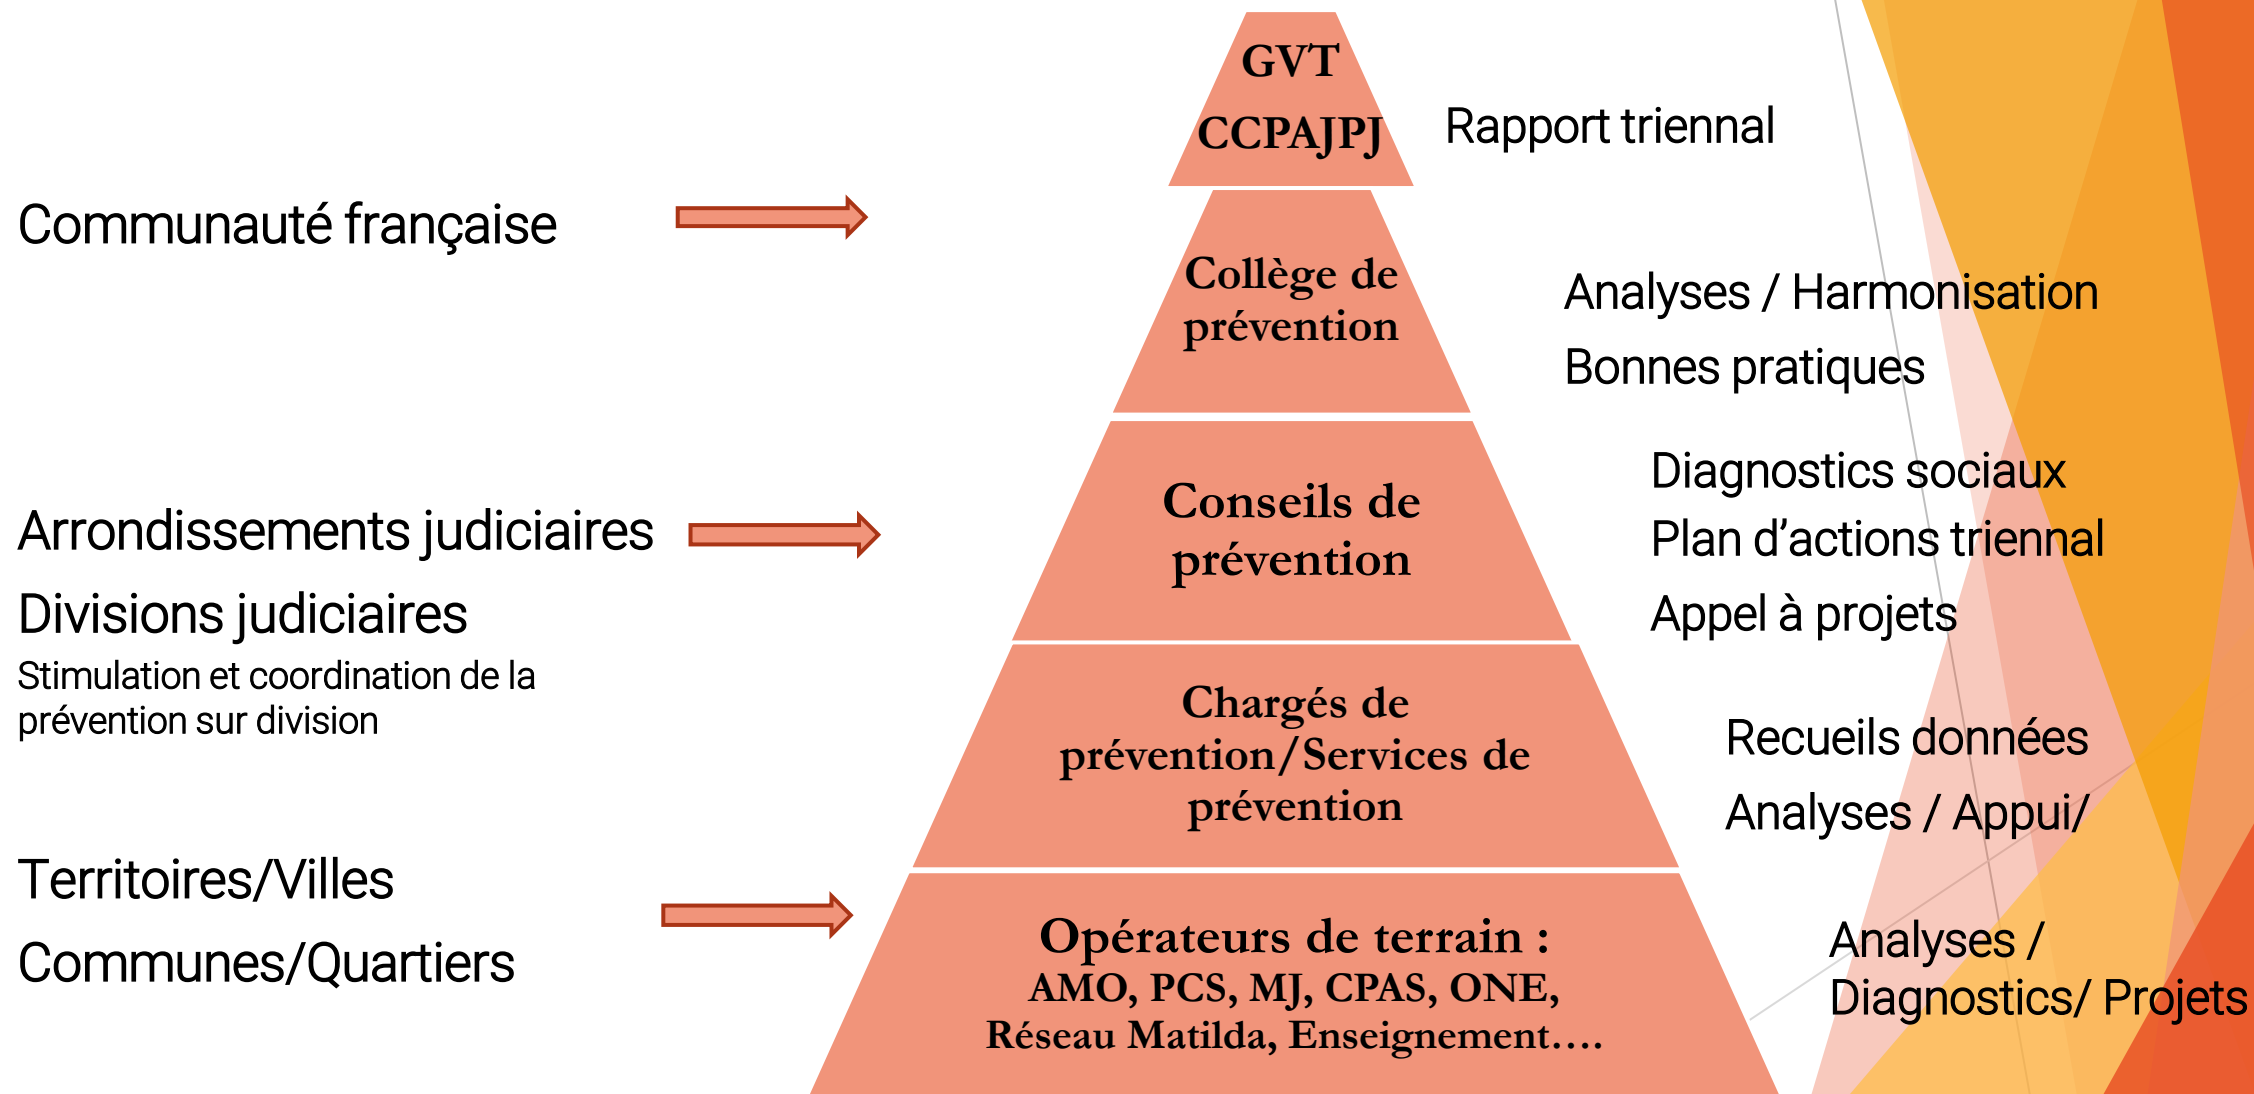 GVT
CCPAJPJ
Rapport triennal
Communauté française
Collège de
prévention
Analyses / Harmonisation
Bonnes pratiques
Arrondissements judiciaires
Divisions judiciaires
Stimulation et coordination de la
prévention sur division
Conseils de
prévention
Diagnostics sociaux
Plan d’actions triennal
Appel à projets
Chargés de
prévention/Services de
prévention
Recueils données
Analyses / Appui/
Territoires/Villes
Communes/Quartiers
Opérateurs de terrain :
AMO, PCS, MJ, CPAS, ONE,
Réseau Matilda, Enseignement….
Analyses /
Diagnostics/ Projets